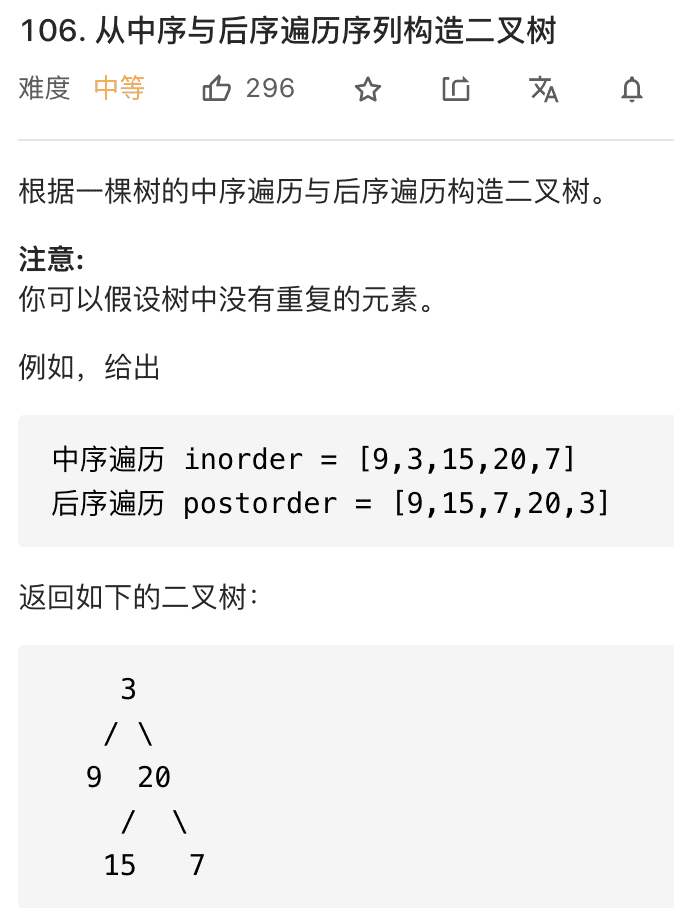 106. 从中序与后序遍历序列构造二叉树
难度 中等 296
根据一棵树的中序遍历与后序遍历构造二叉树。
注意:
你可以假设树中没有重复的元素。
例如，给出
中序遍历 inorder = [9,3,15,20,7]
后序遍历 postorder = [9,15,7,20,3]
返回如下的二叉树：
3
/ \
9 20
/ \
15 7